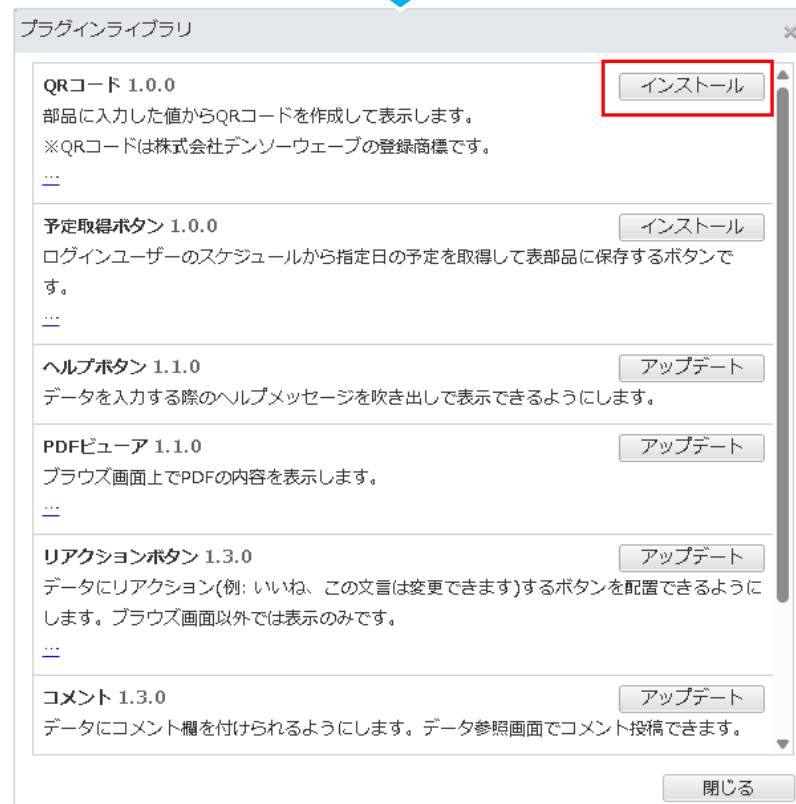 プラグインライブラリ
QRコード 1.0.0
インストール
部品に入力した値からQRコードを作成して表示します。
※QRコードは株式会社デンソーウェーブの登録商標です。
...
予定取得ボタン 1.0.0
インストール
ログインユーザーのスケジュールから指定日の予定を取得して表部品に保存するボタンで
す。
...
ヘルプボタン 1.1.0
アップデート
データを入力する際のヘルプメッセージを吹き出しで表示できるようにします。
PDFビューア 1.1.0
アップデート
ブラウズ画面上でPDFの内容を表示します。
...
リアクションボタン 1.3.0
アップデート
データにリアクション(例: いいね、この文言は変更できます)するボタンを配置できるように
します。ブラウズ画面以外では表示のみです。
...
コメント 1.3.0
アップデート
データにコメント欄を付けられるようにします。データ参照画面でコメント投稿できます。
閉じる